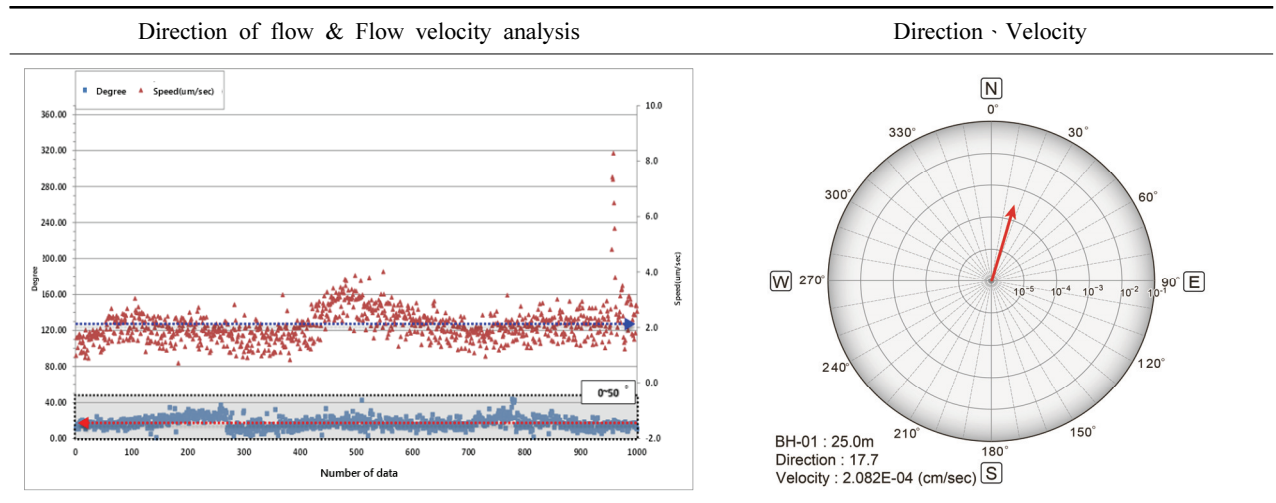 Direction of flow & Flow velocity analysis
Direction、Velocity
Degree Speed(um/sec)
360.00
320.00
280.00
240.00
200.00
160.00
120.00
80.00
40.00
0.00
Degree
10.0
8.0
6.0
4.0
2.0
0.0
-2.0
Speed(um/sec)
0~50 °
0 100 200 300 400 500 600 700 800 900 1000
Number of data
N
0°
330° 30°
300° 60°
W 270° 10-5 10-4 10-3 10-2 10-1 90° E
240° 120°
210° 150°
180°
S
BH-01 : 25.0m
Direction : 17.7
Velocity : 2.082E-04 (cm/sec)